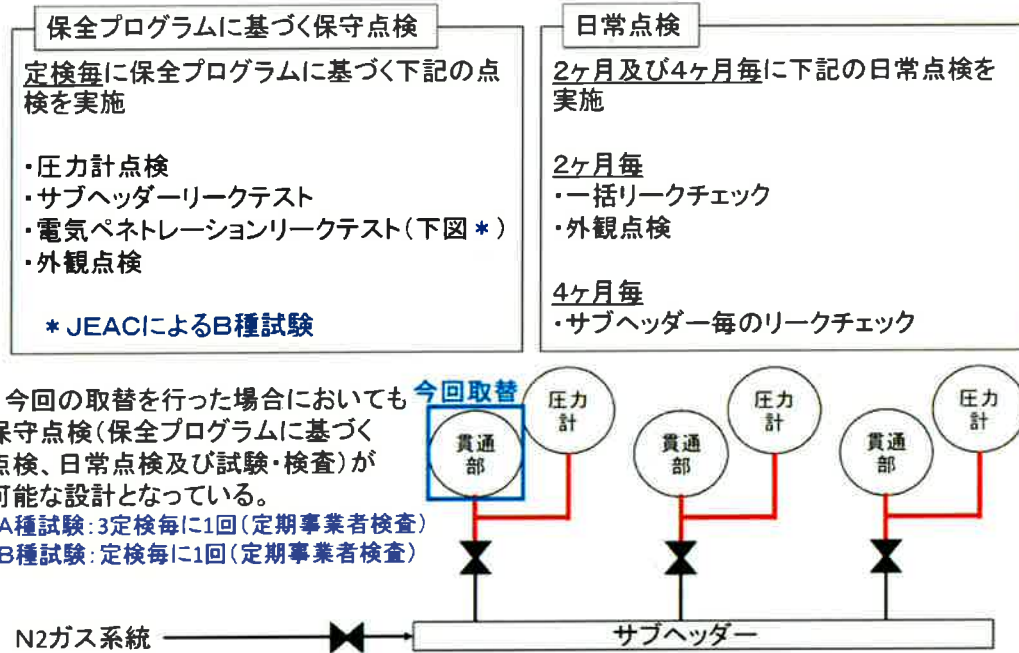 保全プログラムに基づく保守点検
定検毎に保全プログラムに基づく下記の点
検を実施
・圧力計点検
・サブヘッダーリークテスト
・電気ペネトレーションリークテスト(下図*)
・外観点検
*JEACによるB種試験
日常点検
2ヶ月及び4ヶ月毎に下記の日常点検を
実施
2ヶ月毎
・一括リークチェック
・外観点検
4ヶ月毎
・サブヘッダー毎のリークチェック
今回の取替を行った場合においても
保守点検(保全プログラムに基づく
点検、日常点検及び試験・検査)が
可能な設計となっている。
A種試験:3定検毎に1回(定期事業者検査)
B種試験:定検毎に1回(定期事業者検査)
今回取替
貫通
部
圧力
計
貫通
部
圧力
計
貫通
部
圧力
計
N2ガス系統
サブヘッダー